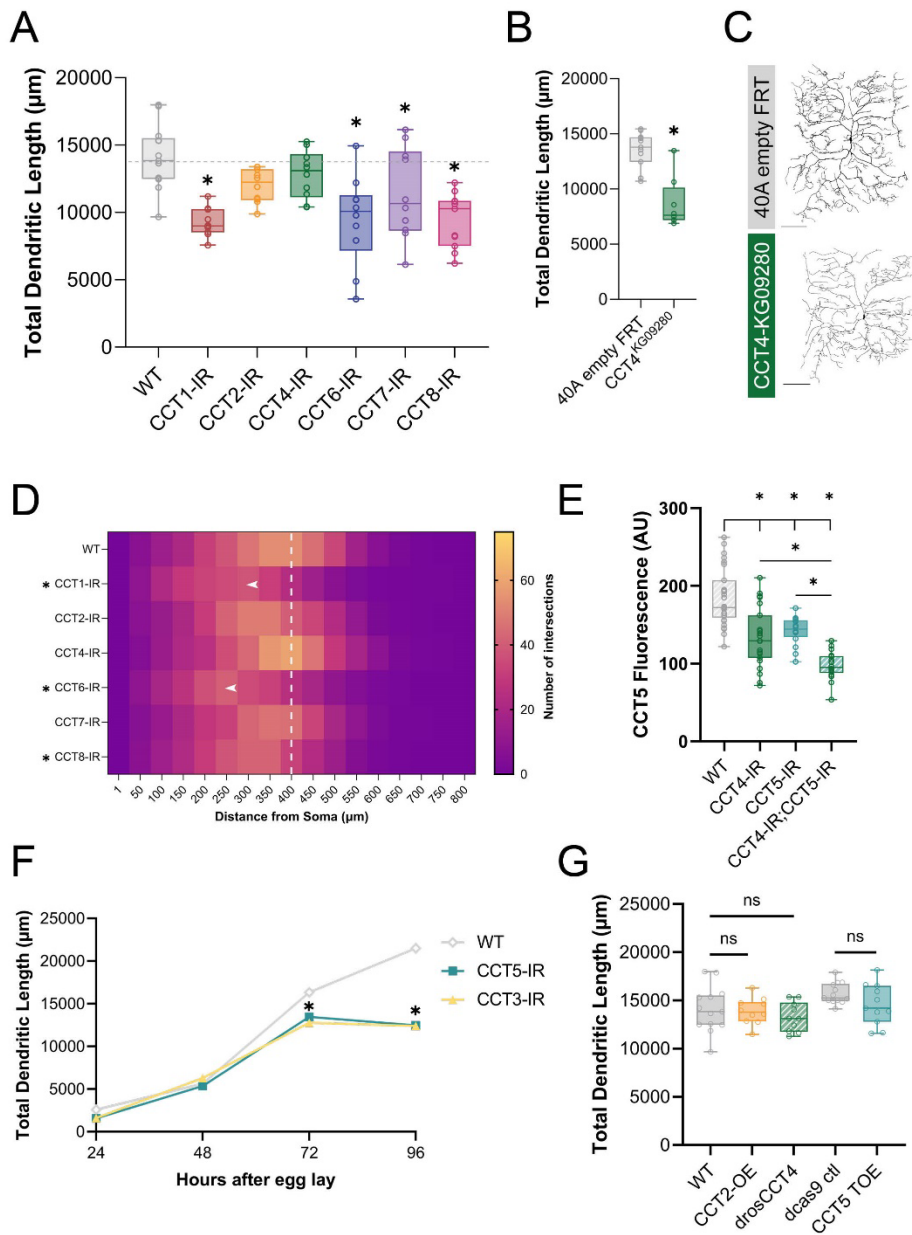 A
Total Dendritic Length (µm)
20000
15000
10000
5000
0
*
*
*
*
WT
CCT1-IR
CCT2-IR
CCT4-IR
CCT6-IR
CCT7-IR
CCT8-IR
B
Total Dendritic Length (µm)
20000
15000
10000
5000
0
*
40A empty FRT
CCT4KG09280
C
40A empty FRT
CCT4-KG09280
D
WT
* CCT1-IR
CCT2-IR
CCT4-IR
* CCT6-IR
CCT7-IR
* CCT8-IR
1 50 100 150 200 250 300 350 400 450 500 550 600 650 700 750 800
Distance from Soma (µm)
60
40
20
0
Number of intersections
E
CCT5 Fluorescence (AU)
300
200
100
0
* * *
*
*
WT
CCT4-IR
CCT5-IR
CCT4-IR;CCT5-IR
F
Total Dendritic Length (µm)
25000
20000
15000
10000
5000
0
* *
24 48 72 96
Hours after egg lay
WT
CCT5-IR
CCT3-IR
G
Total Dendritic Length (µm)
25000
20000
15000
10000
5000
0
ns
ns
ns
WT
CCT2-OE
drosCCT4
dcas9 ctl
CCT5 TOE